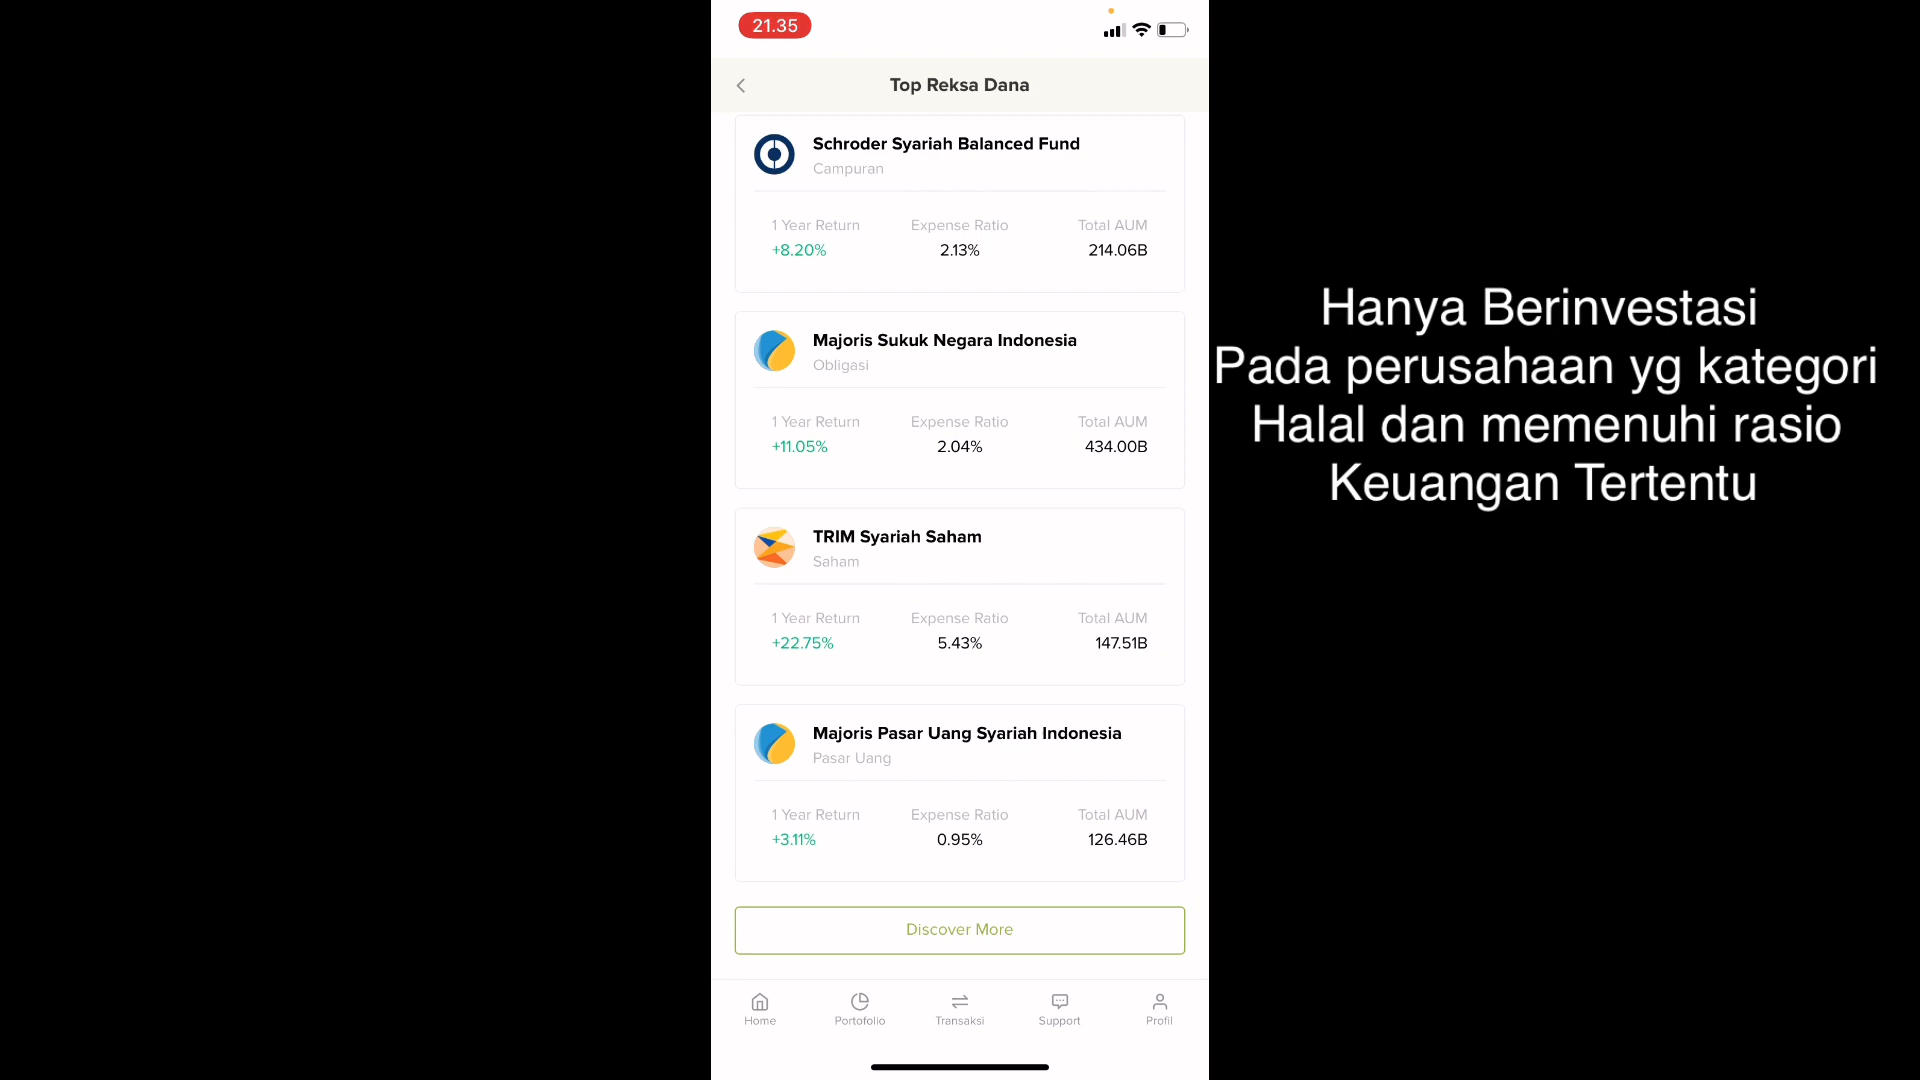 21.35
Top Reksa Dana
Schroder Syariah Balanced Fund
Campuran
1 Year Return Expense Ratio Total AUM
+8.20% 2.13% 214.06B
Majoris Sukuk Negara Indonesia
Obligasi
1 Year Return Expense Ratio Total AUM
+11.05% 2.04% 434.00B
TRIM Syariah Saham
Saham
1 Year Return Expense Ratio Total AUM
+22.75% 5.43% 147.51B
Majoris Pasar Uang Syariah Indonesia
Pasar Uang
1 Year Return Expense Ratio Total AUM
+3.11% 0.95% 126.46B
Discover More
Home Portofolio Transaksi Support Profil
Hanya Berinvestasi
Pada perusahaan yg kategori
Halal dan memenuhi rasio
Keuangan Tertentu